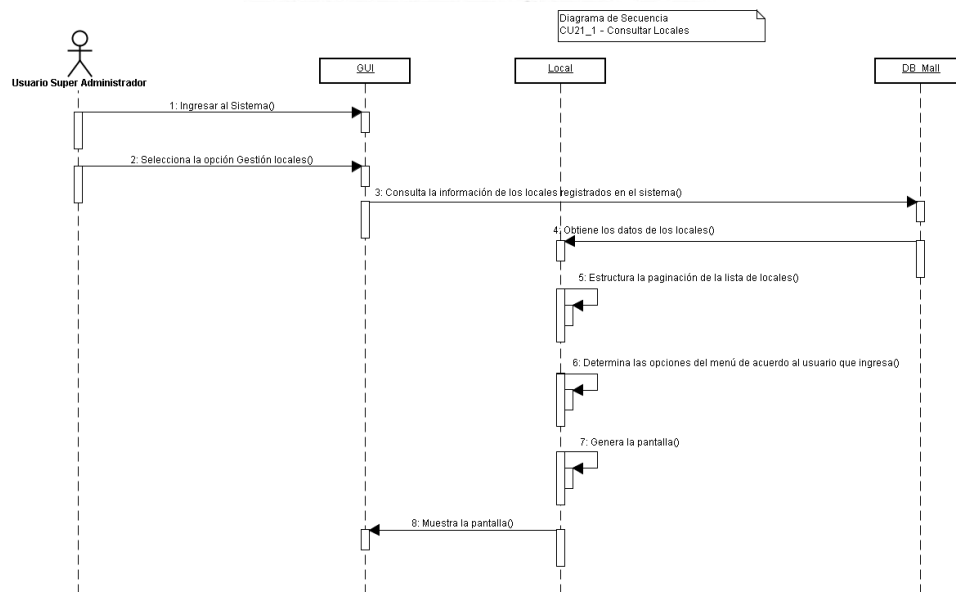 Diagrama de Secuencia
CU21_1 - Consultar Locales
Usuario Super Administrador
GUI
Local
DB_Mall
1: Ingresar al Sistema()
2: Selecciona la opción Gestión locales()
3: Consulta la información de los locales registrados en el sistema()
4: Obtiene los datos de los locales()
5: Estructura la paginación de la lista de locales()
6: Determina las opciones del menú de acuerdo al usuario que ingresa()
7: Genera la pantalla()
8: Muestra la pantalla()